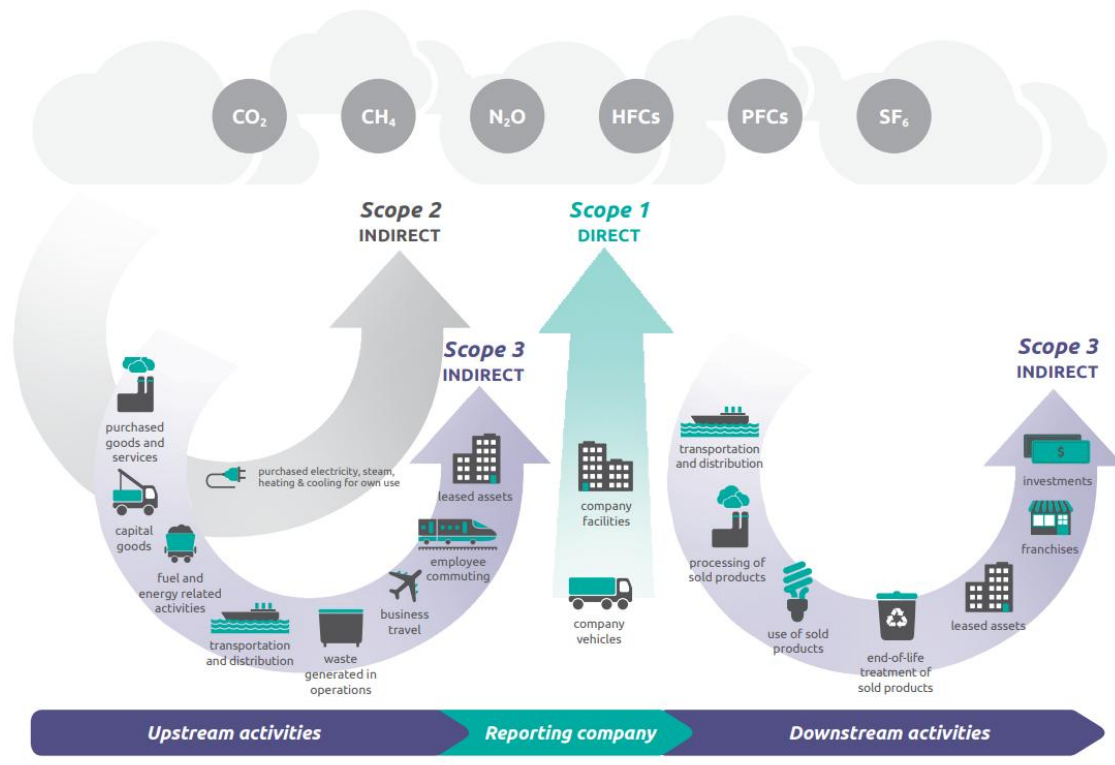 CO₂
CH₄
N₂O
HFCs
PFCs
SF₆
Scope 2
INDIRECT
Scope 1
DIRECT
Scope 3
INDIRECT
Scope 3
INDIRECT
purchased
goods and
services
capital
goods
fuel and
energy related
activities
transportation
and distribution
waste
generated in
operations
business
travel
employee
commuting
leased assets
purchased electricity, steam,
heating & cooling for own use
company
facilities
company
vehicles
transportation
and distribution
processing of
sold products
use of sold
products
end-of-life
treatment of
sold products
leased assets
franchises
$
investments
Upstream activities
Reporting company
Downstream activities